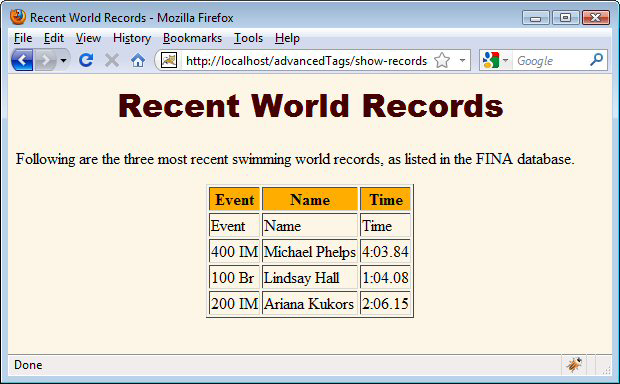 Recent World Records - Mozilla Firefox
File Edit View History Bookmarks Tools Help
http://localhost/advancedTags/show-records Google
Recent World Records
Following are the three most recent swimming world records, as listed in the FINA database.
Event Name Time
Event Name Time
400 IM Michael Phelps 4:03.84
100 Br Lindsay Hall 1:04.08
200 IM Ariana Kukors 2:06.15
Done